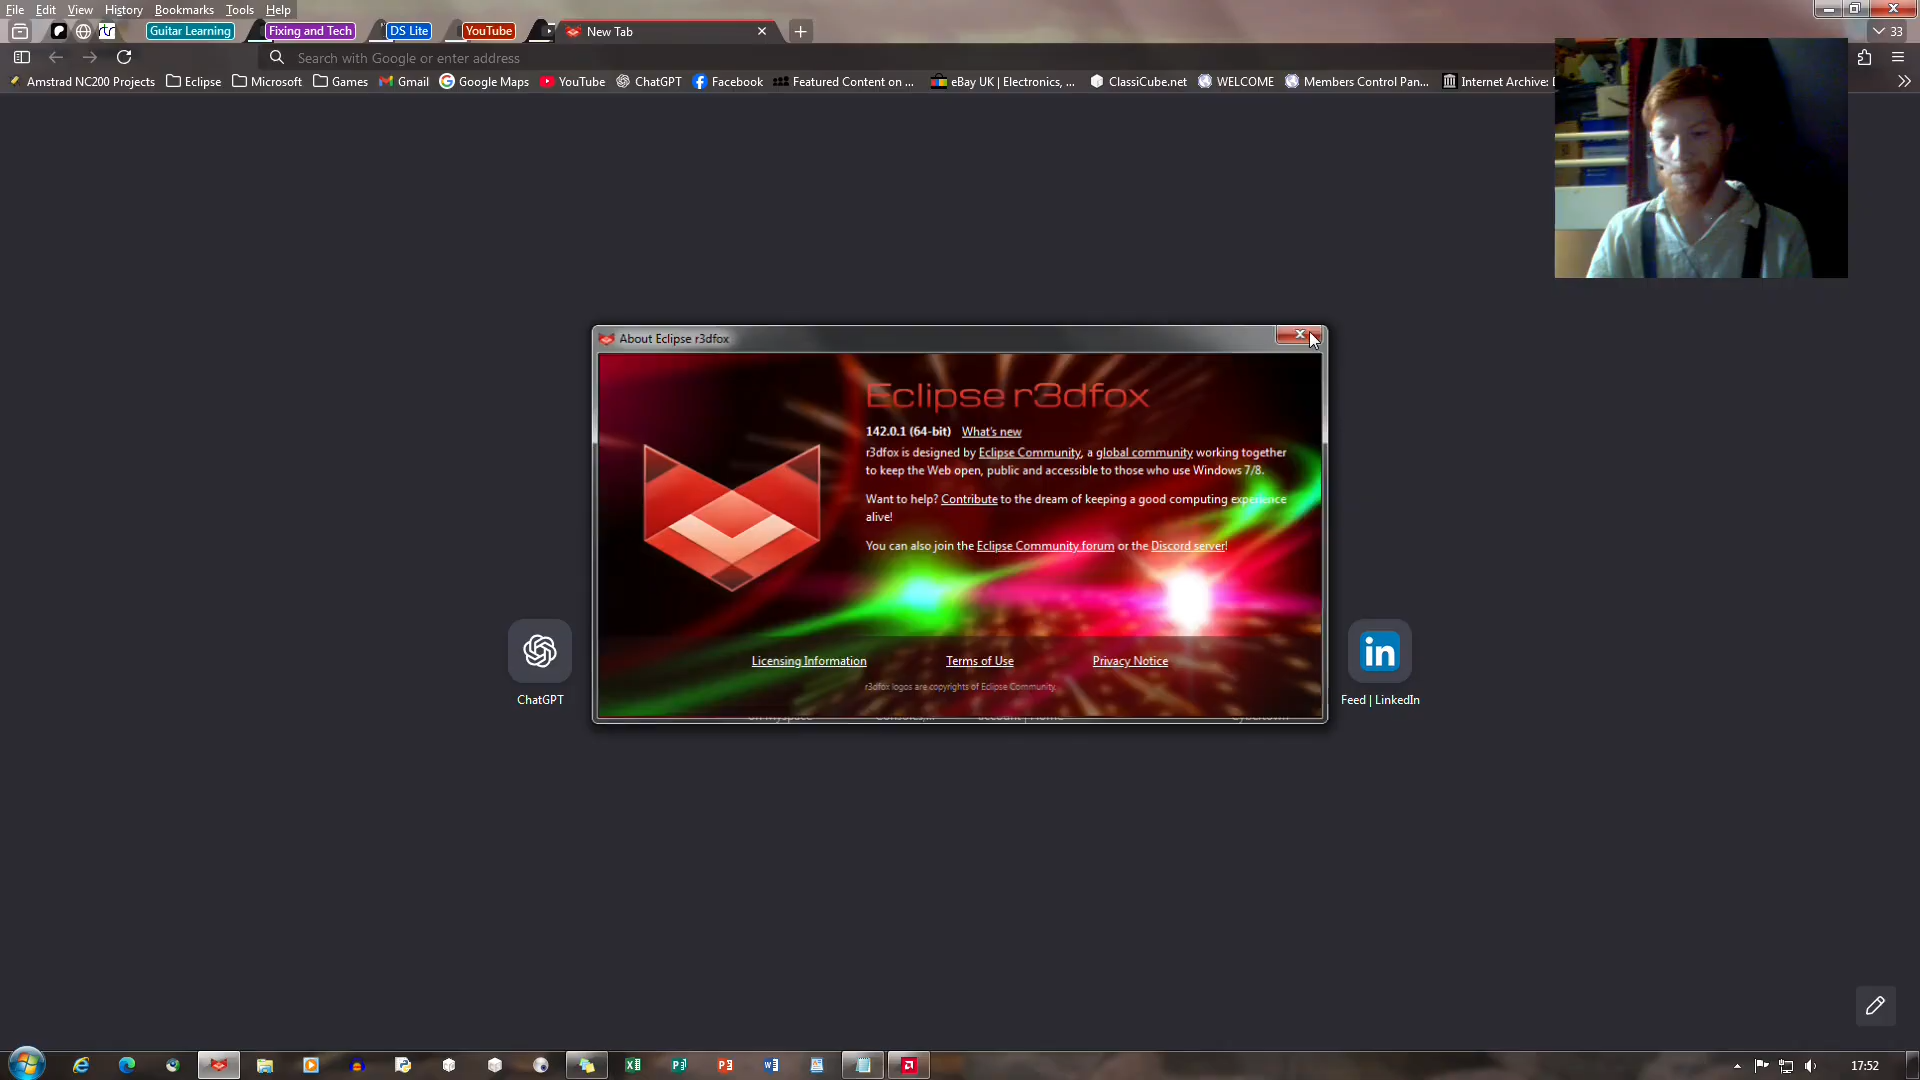 File Edit View History Bookmarks Tools Help
Guitar Learning Fixing and Tech DS Lite YouTube New Tab 33
Search with Google or enter address
Amstrad NC200 Projects Eclipse Microsoft Games Gmail Google Maps YouTube ChatGPT Facebook Featured Content on ... eBay UK | Electronics, ... ClassiCube.net WELCOME Members Control Pan... Internet Archive:
About Eclipse r3dfox
Eclipse r3dfox
142.0.1 (64-bit) What's new
r3dfox is designed by Eclipse Community, a global community working together
to keep the Web open, public and accessible to those who use Windows 7/8.
Want to help? Contribute to the dream of keeping a good computing experience
alive!
You can also join the Eclipse Community forum or the Discord server!
Licensing Information Terms of Use Privacy Notice
r3dfox logos are copyrights of Eclipse Community.
ChatGPT Feed | LinkedIn
17:52